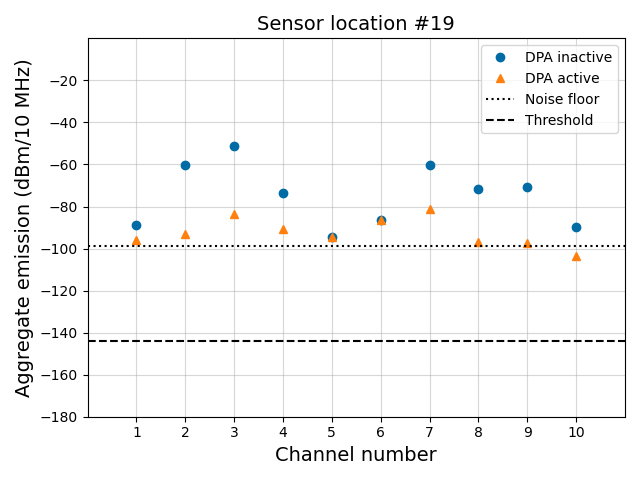 Sensor location #19
DPA inactive
DPA active
Noise floor
Threshold
Aggregate emission (dBm/10 MHz)
−20
−40
−60
−80
−100
−120
−140
−160
−180
1 2 3 4 5 6 7 8 9 10
Channel number